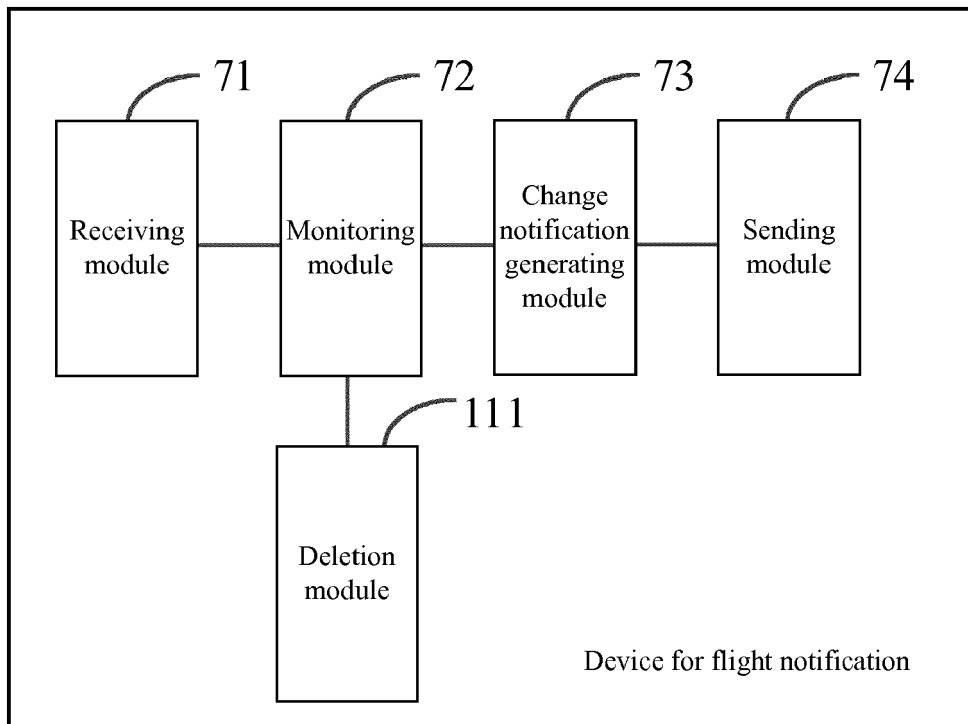 71
72
73
74
Receiving
module
Monitoring
module
Change
notification
generating
module
Sending
module
111
Deletion
module
Device for flight notification